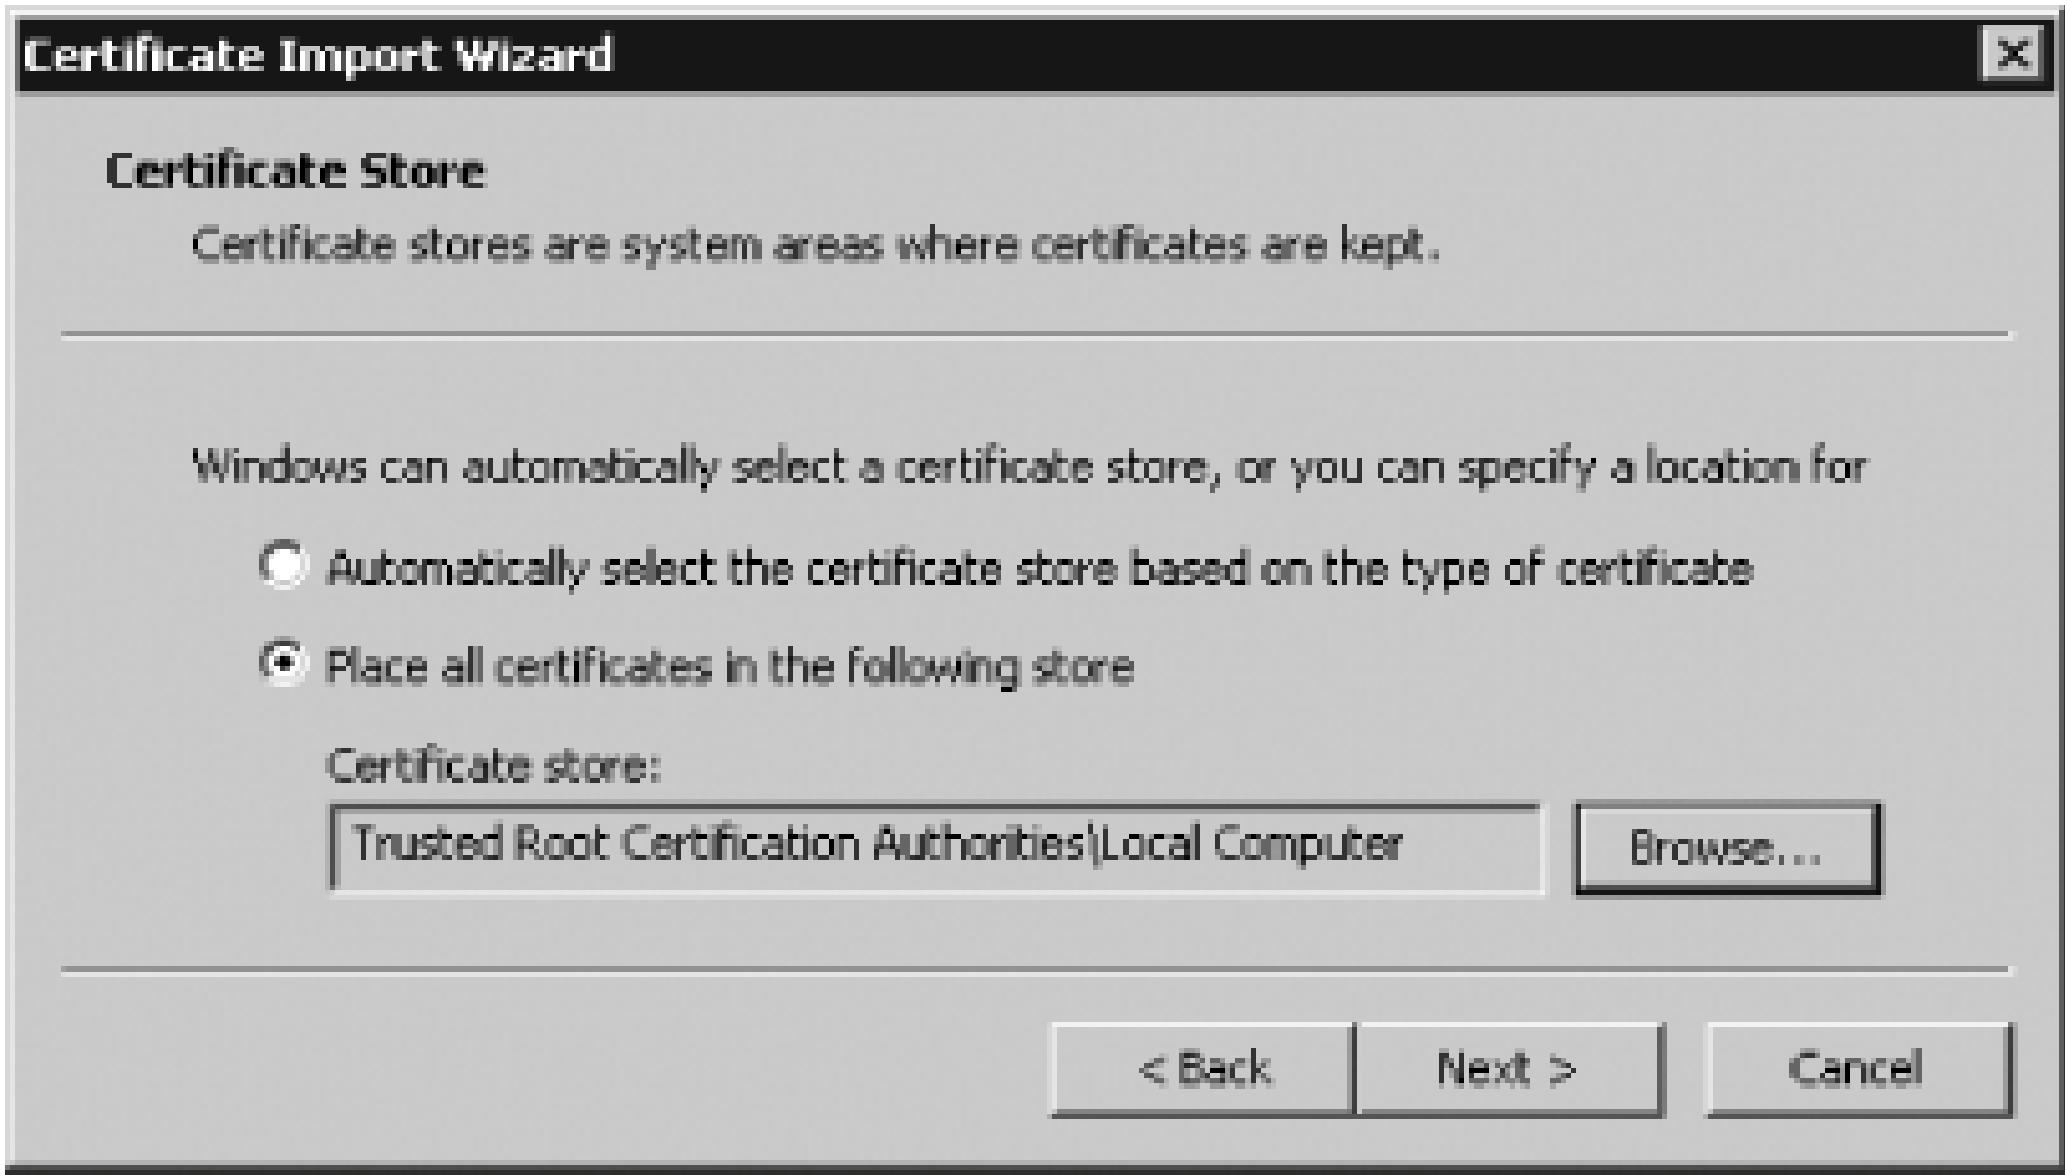 Certificate Import Wizard
Certificate Store
Certificate stores are system areas where certificates are kept.
Windows can automatically select a certificate store, or you can specify a location for
Automatically select the certificate store based on the type of certificate
Place all certificates in the following store
Certificate store:
Trusted Root Certification Authorities\Local Computer
Browse...
< Back
Next >
Cancel